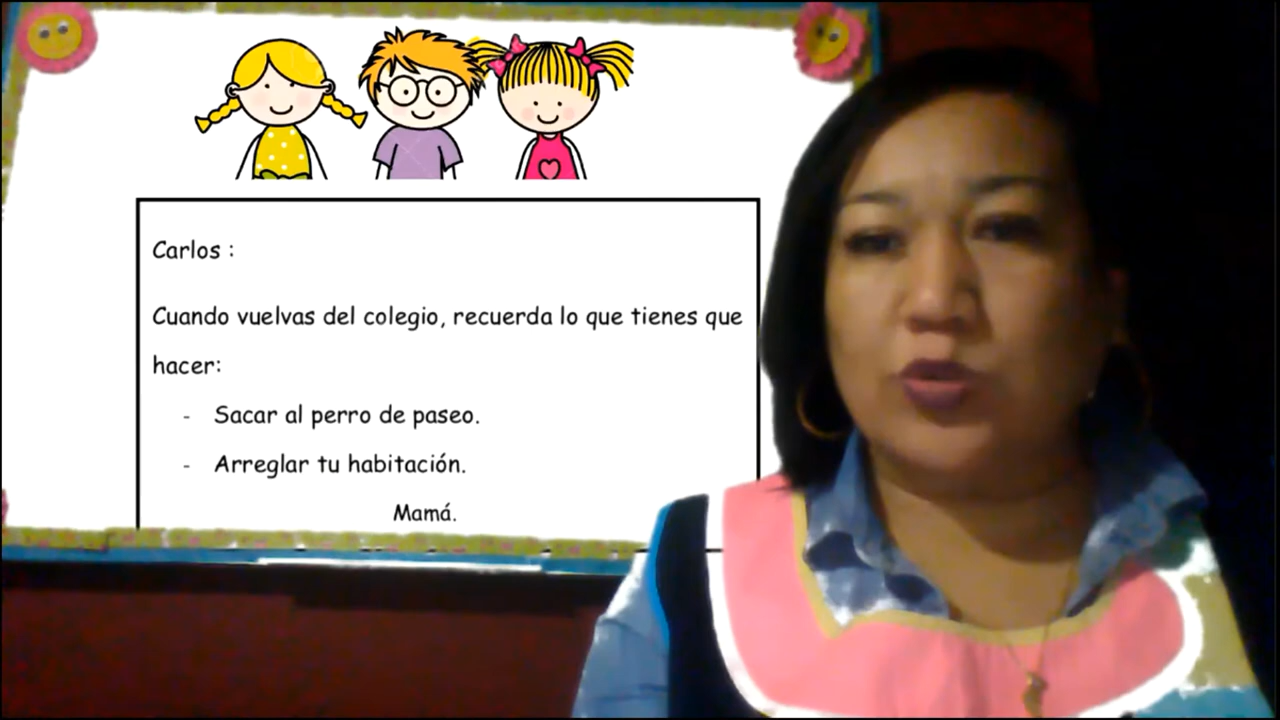 Carlos :
Cuando vuelvas del colegio, recuerda lo que tienes que
hacer:
- Sacar al perro de paseo.
- Arreglar tu habitación.
Mamá.